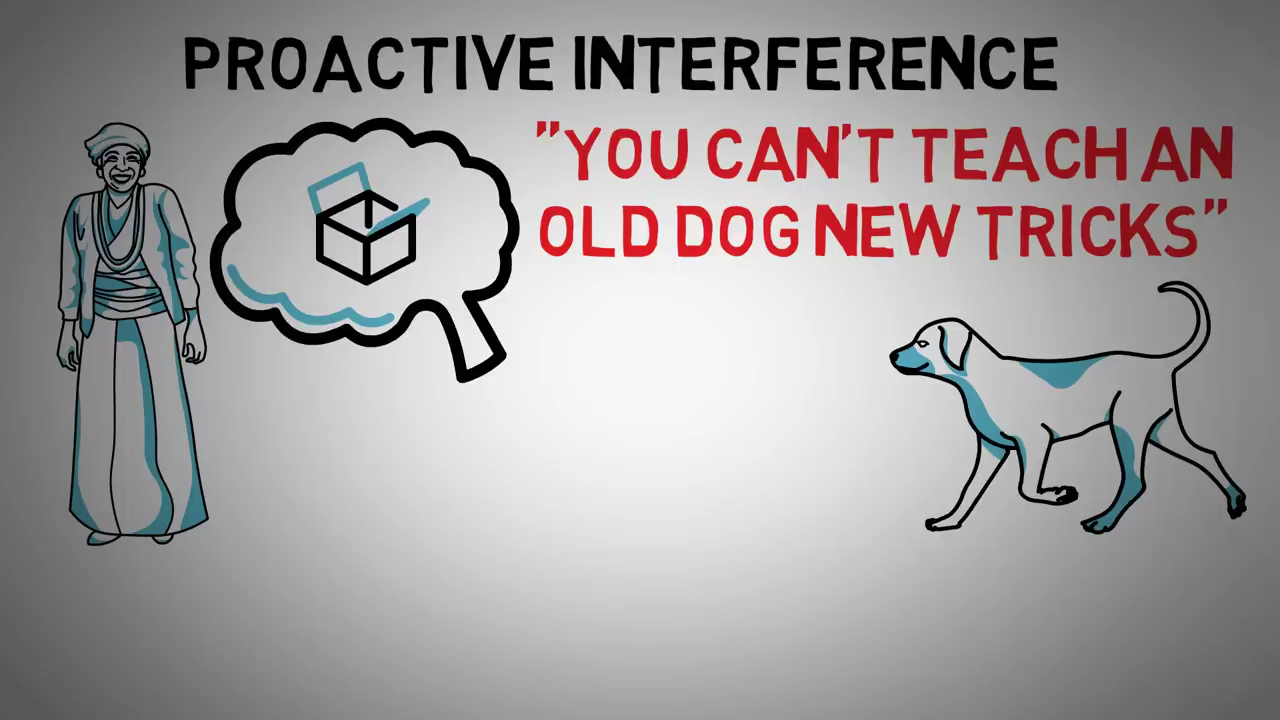 PROACTIVE INTERFERENCE
"YOU CAN'T TEACH AN
OLD DOG NEW TRICKS"